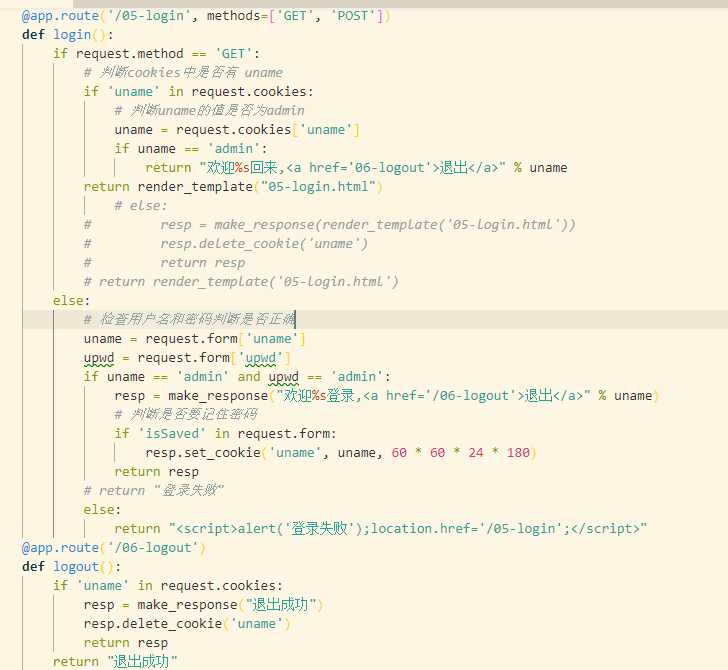 @app.route('/05-login', methods=['GET', 'POST'])
def login():
    if request.method == 'GET':
        # 判断cookies中是否有 uname
        if 'uname' in request.cookies:
            # 判断uname的值是否为admin
            uname = request.cookies['uname']
            if uname == 'admin':
                return "欢迎%s回来,<a href='06-logout'>退出</a>" % uname
        return render_template("05-login.html")
            # else:
        #         resp = make_response(render_template('05-login.html'))
        #         resp.delete_cookie('uname')
        #         return resp
        # return render_template('05-login.html')
    else:
        # 检查用户名和密码判断是否正确
        uname = request.form['uname']
        upwd = request.form['upwd']
        if uname == 'admin' and upwd == 'admin':
            resp = make_response("欢迎%s登录,<a href='/06-logout'>退出</a>" % uname)
            # 判断是否要记住密码
            if 'isSaved' in request.form:
                resp.set_cookie('uname', uname, 60 * 60 * 24 * 180)
            return resp
        # return "登录失败"
        else:
            return "<script>alert('登录失败');location.href='/05-login';</script>"
@app.route('/06-logout')
def logout():
    if 'uname' in request.cookies:
        resp = make_response("退出成功")
        resp.delete_cookie('uname')
        return resp
    return "退出成功"